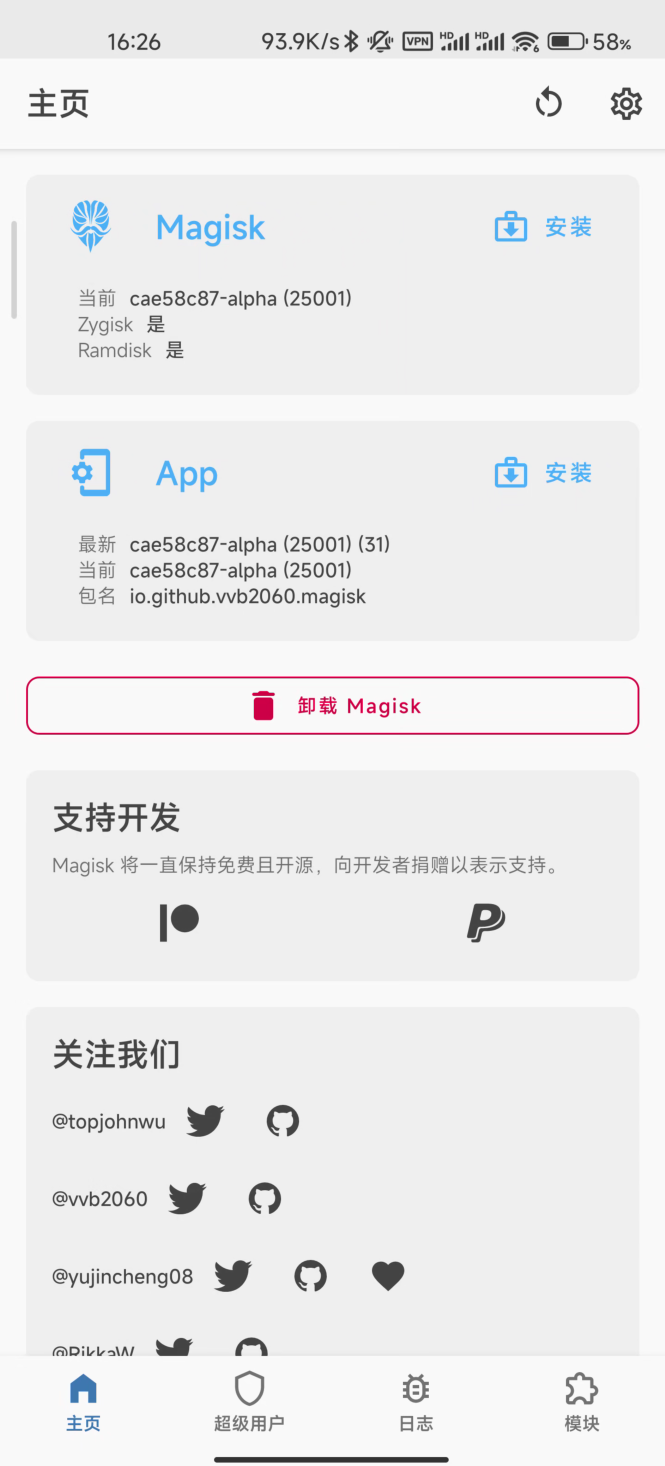 16:26 93.9K/s VPN HD HD 6 58%
主页
Magisk 安装
当前 cae58c87-alpha (25001)
Zygisk 是
Ramdisk 是
App 安装
最新 cae58c87-alpha (25001) (31)
当前 cae58c87-alpha (25001)
包名 io.github.vvb2060.magisk
卸载 Magisk
支持开发
Magisk 将一直保持免费且开源，向开发者捐赠以表示支持。
关注我们
@topjohnwu
@vvb2060
@yujincheng08
@RikkaW
主页 超级用户 日志 模块